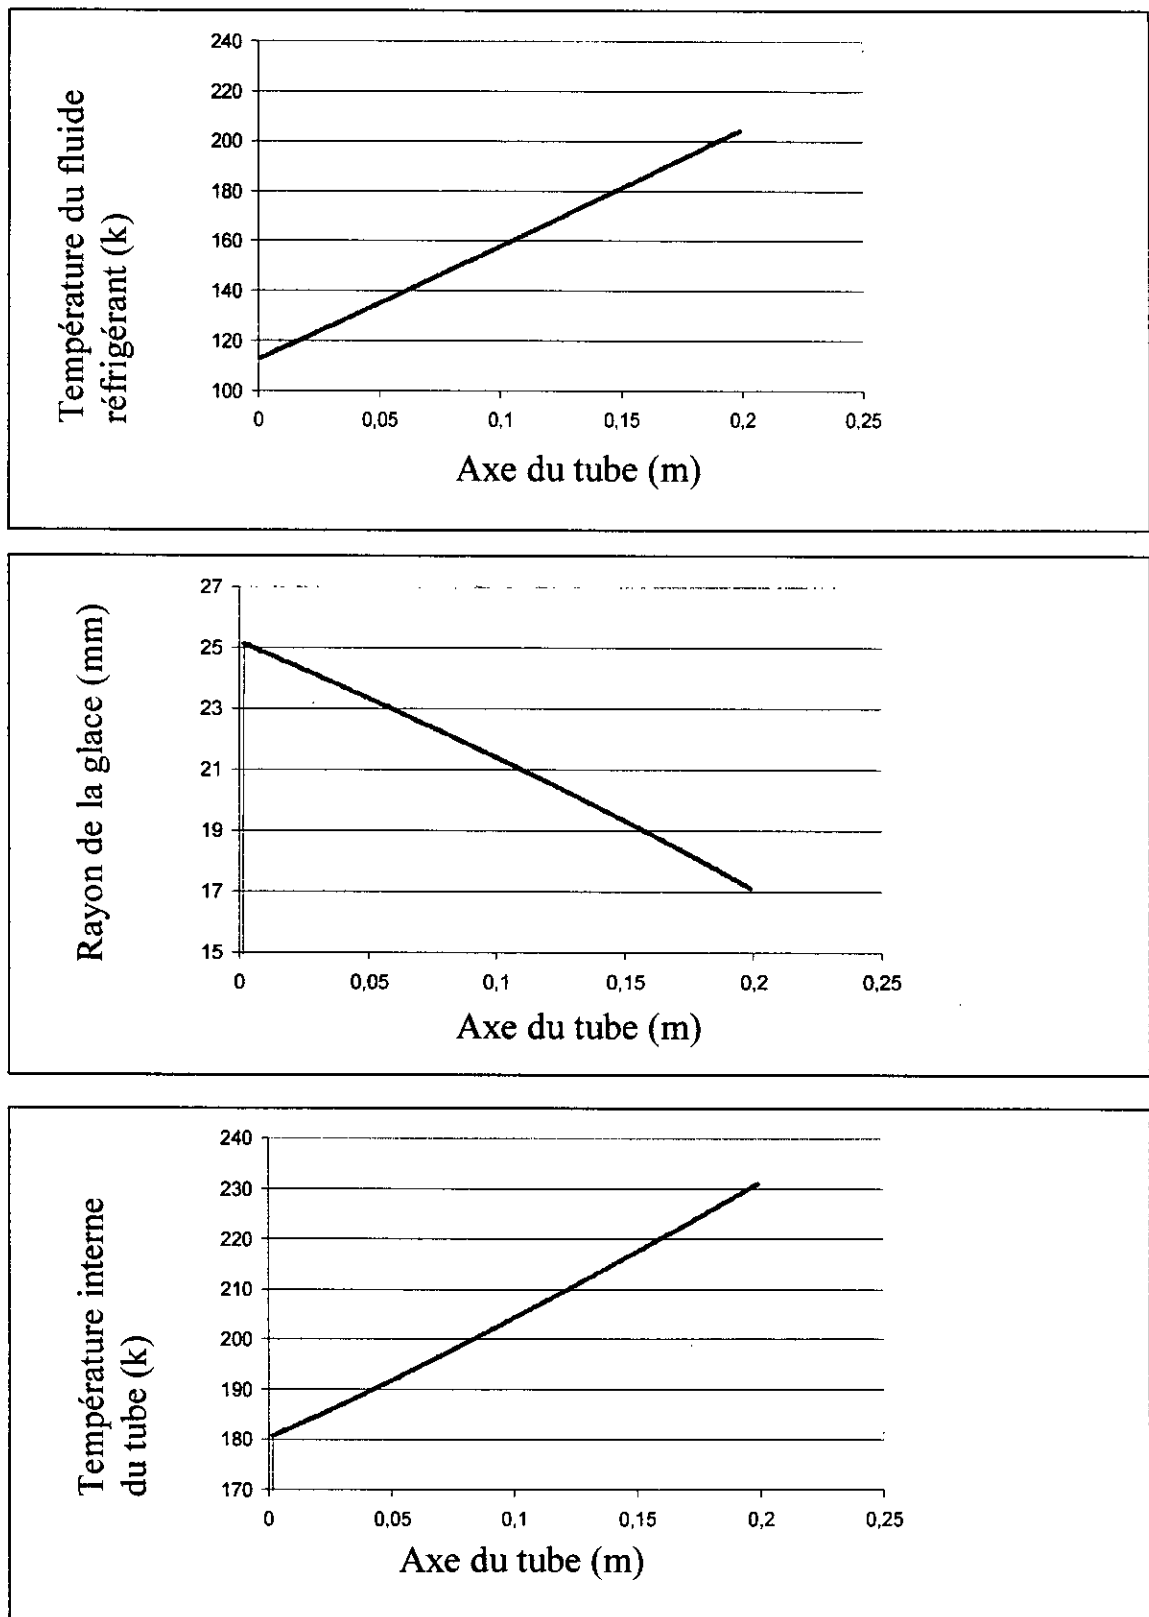 Température du fluide
réfrigérant (k)
240
220
200
180
160
140
120
100
0 0,05 0,1 0,15 0,2 0,25
Axe du tube (m)
Rayon de la glace (mm)
27
25
23
21
19
17
15
0 0,05 0,1 0,15 0,2 0,25
Axe du tube (m)
Température interne
du tube (k)
240
230
220
210
200
190
180
170
0 0,05 0,1 0,15 0,2 0,25
Axe du tube (m)